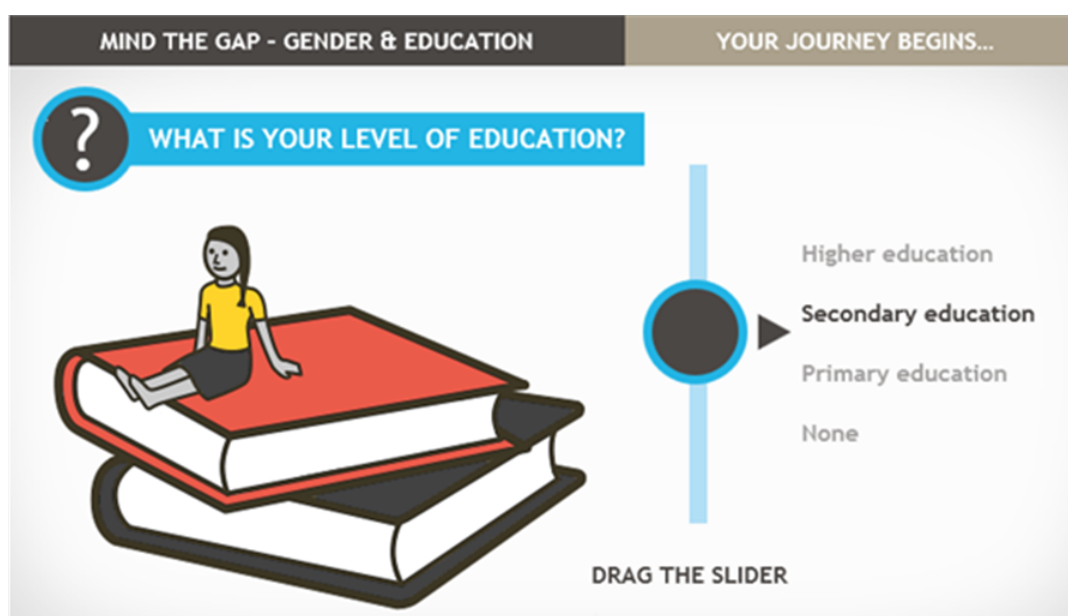 MIND THE GAP – GENDER & EDUCATION
YOUR JOURNEY BEGINS...
?
WHAT IS YOUR LEVEL OF EDUCATION?
Higher education
Secondary education
Primary education
None
DRAG THE SLIDER